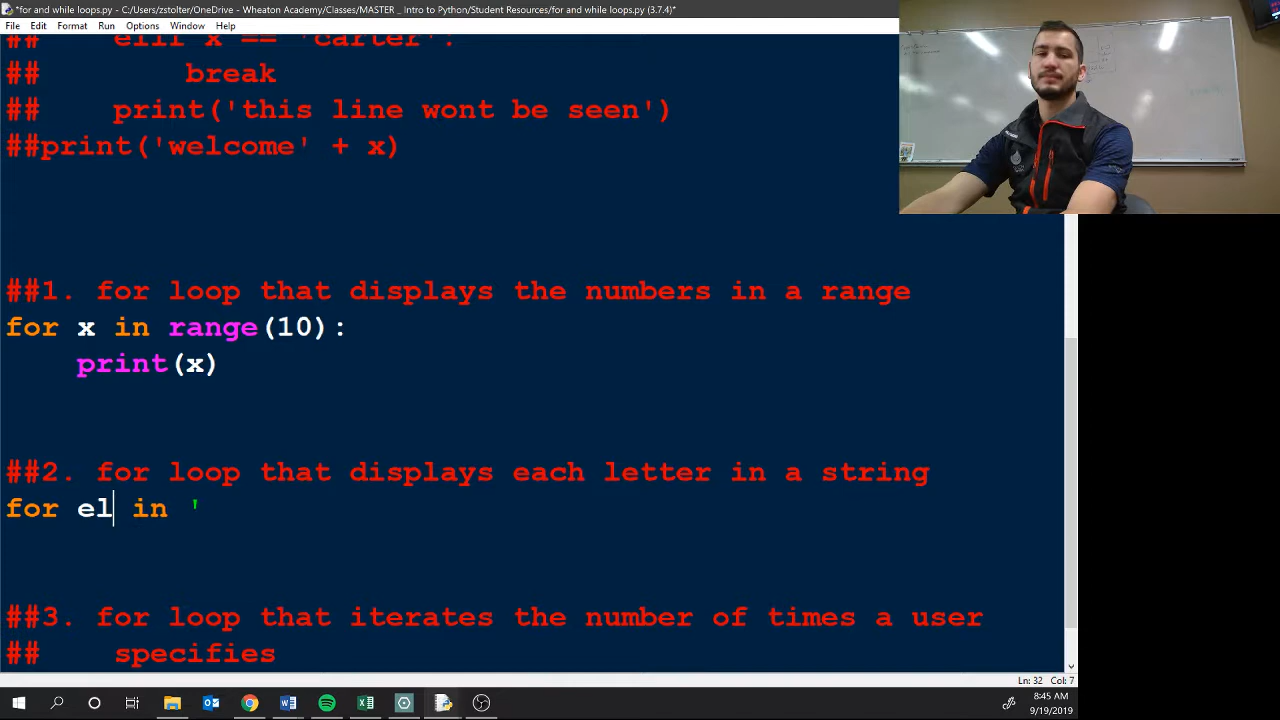 *for and while loops.py - C:/Users/zstolter/OneDrive - Wheaton Academy/Classes/MASTER _ Intro to Python/Student Resources/for and while loops.py (3.7.4)*
File Edit Format Run Options Window Help
## elif x == 'carter':
## break
## print('this line wont be seen')
##print('welcome' + x)
##1. for loop that displays the numbers in a range
for x in range(10):
print(x)
##2. for loop that displays each letter in a string
for el in '
##3. for loop that iterates the number of times a user
## specifies
Ln: 32 Col: 7
8:45 AM
9/19/2019